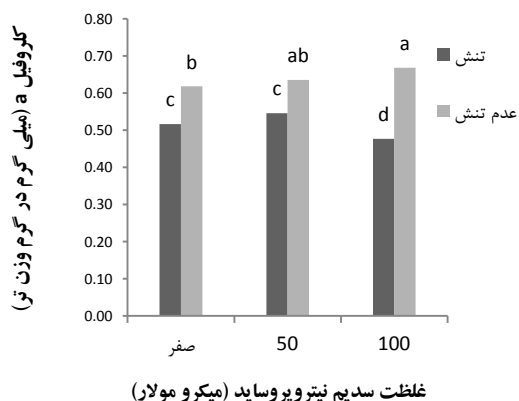 کلروفیل a (میلی گرم در گرم وزن تر)
0.80
0.70
0.60
0.50
0.40
0.30
0.20
0.10
0.00
b
ab
a
c
c
d
تنش
عدم تنش
صفر
50
100
غلظت سدیم نیتروپروساید (میکرو مولار)